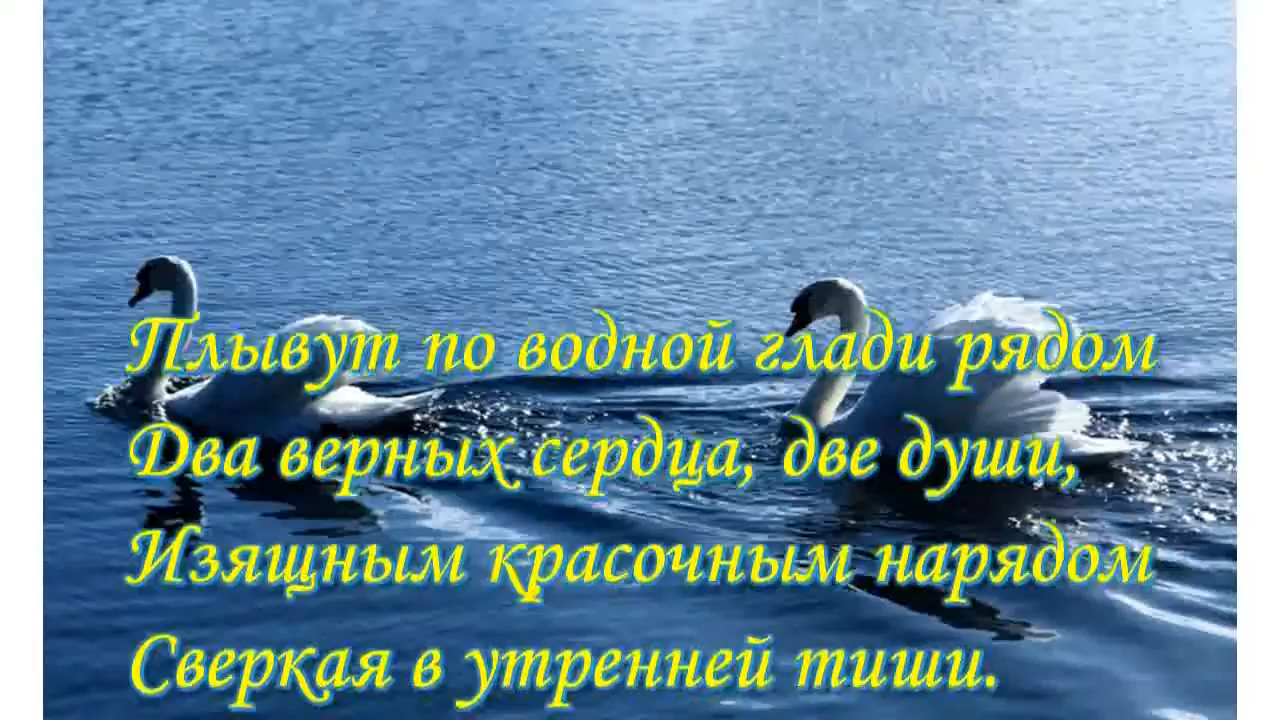 Плывут по водной глади рядом
Два верных сердца, две души,
Изящным красочным нарядом
Сверкая в утренней тиши.